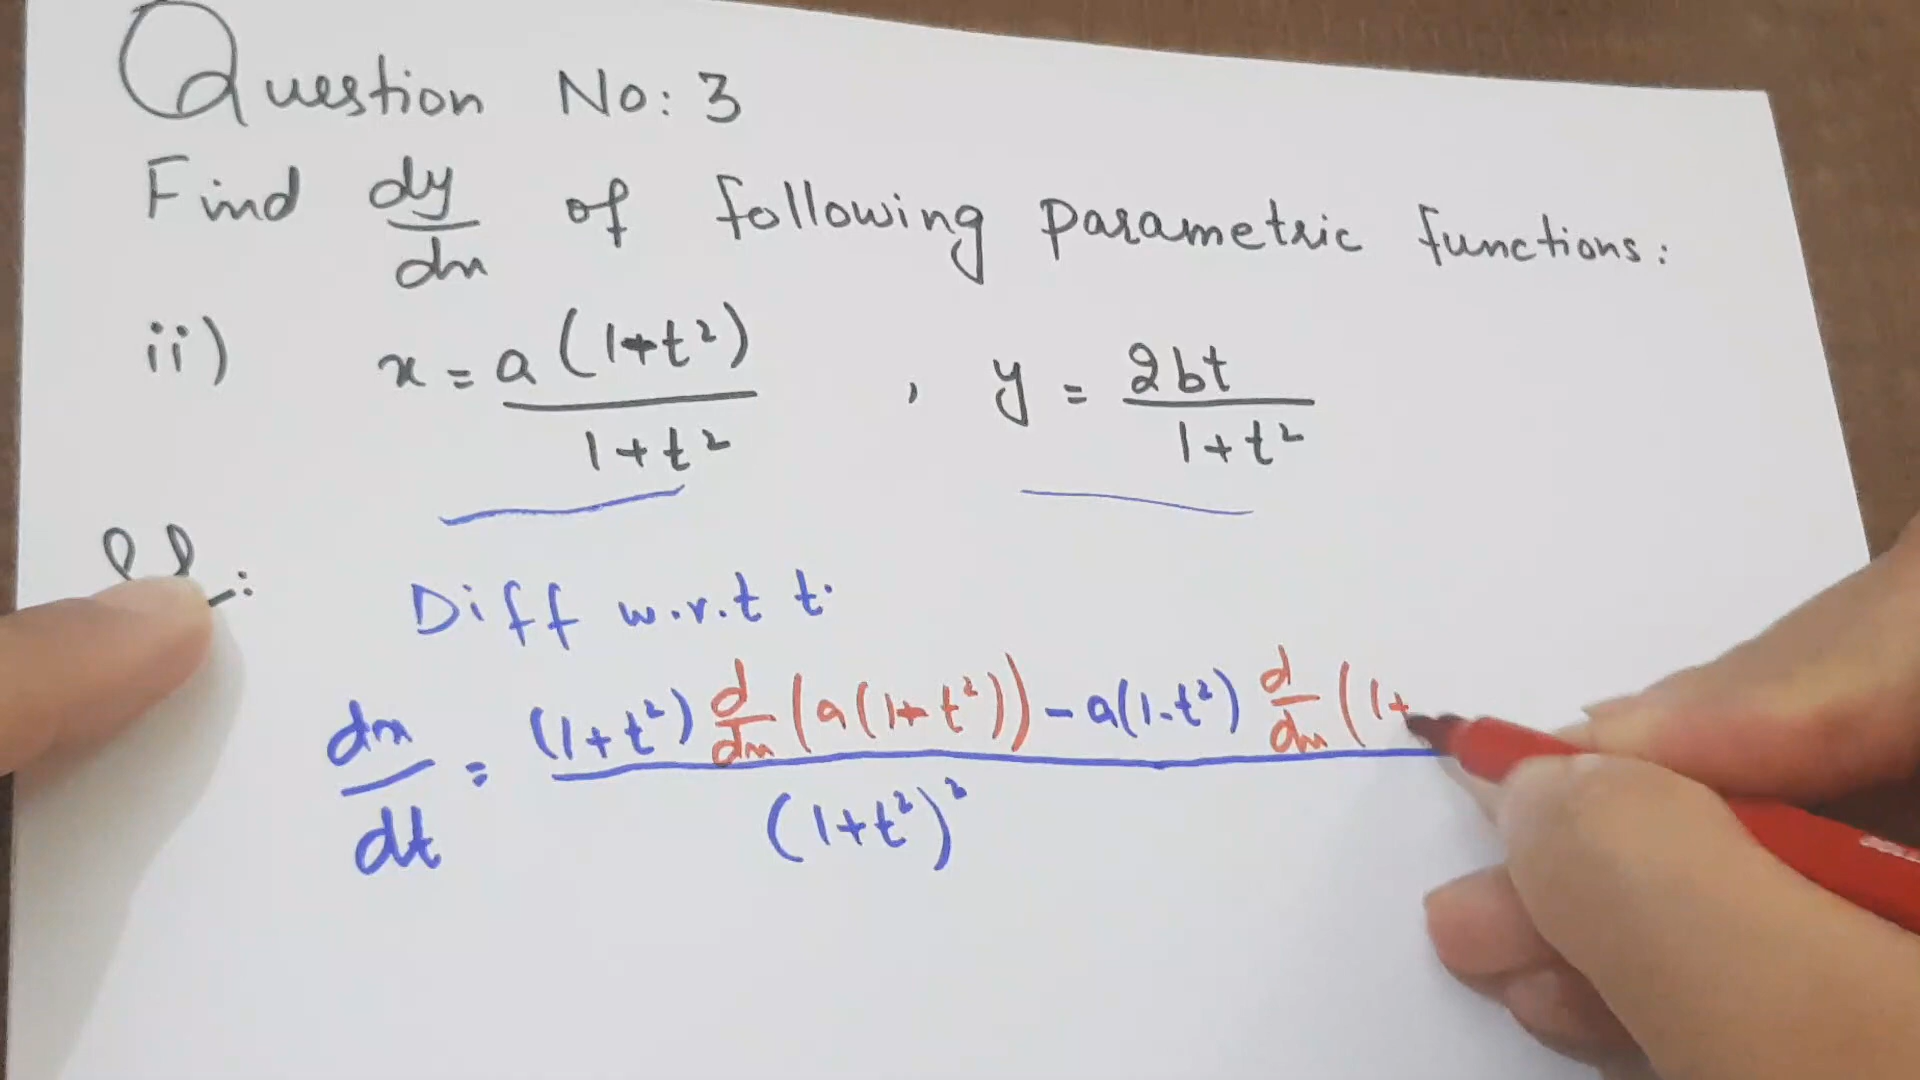 Question No: 3
Find dy/dx of following parametric functions:
ii) x = a(1-t²)/1+t² , y = 2bt/1+t²
:
Diff w.r.t t.
dx/dt = (1+t²) d/dx (a(1-t²)) - a(1-t²) d/dx (1+
(1+t²)²